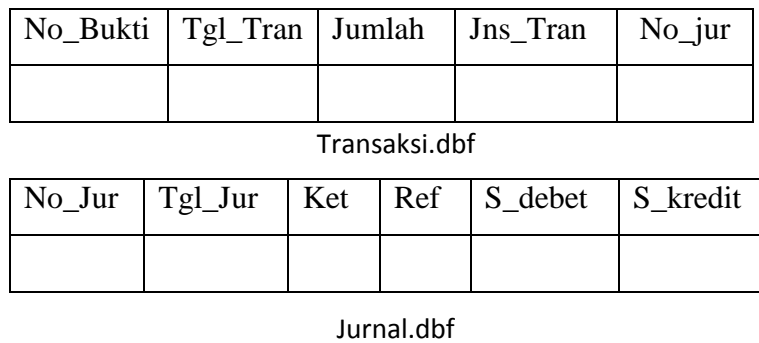 No_Bukti Tgl_Tran Jumlah Jns_Tran No_jur
Transaksi.dbf
No_Jur Tgl_Jur Ket Ref S_debet S_kredit
Jurnal.dbf